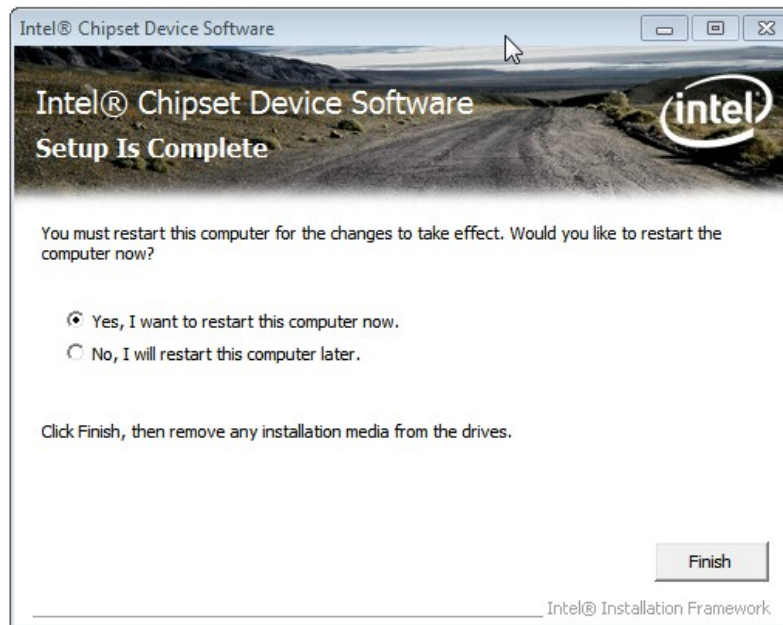 Intel® Chipset Device Software
Intel® Chipset Device Software
intel
Setup Is Complete
You must restart this computer for the changes to take effect. Would you like to restart the
computer now?
Yes, I want to restart this computer now.
No, I will restart this computer later.
Click Finish, then remove any installation media from the drives.
Finish
Intel® Installation Framework